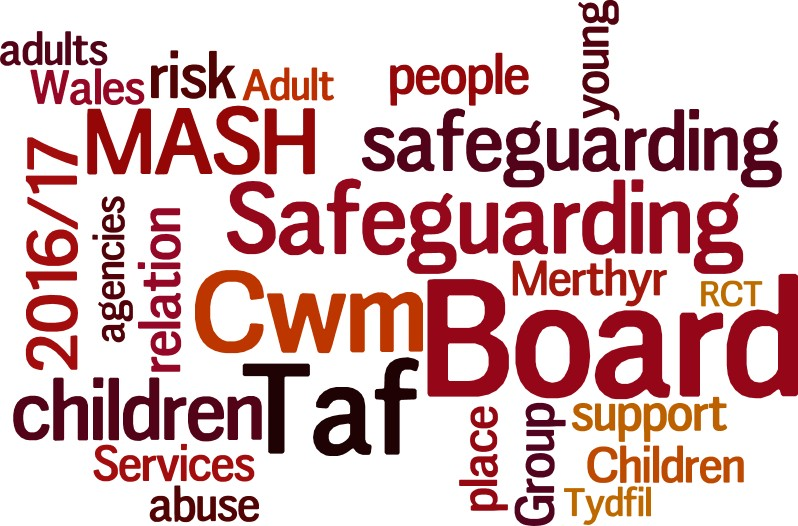 adults
Wales
risk
Adult
people
young
MASH
safeguarding
2016/17
agencies
relation
Safeguarding
Cwm
Merthyr
RCT
Board
children
Taf
Services
abuse
place
Group
support
Children
Tydfil